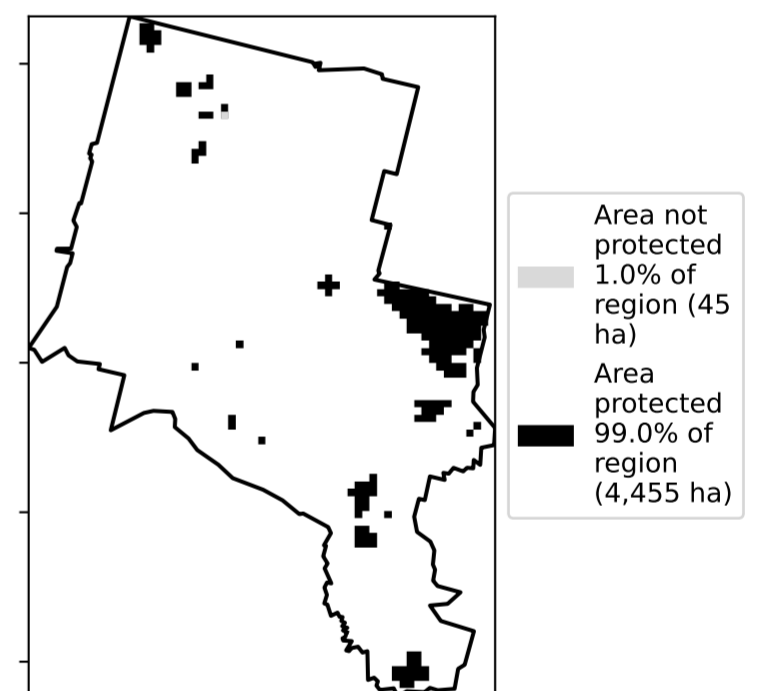 Area not
protected
1.0% of
region (45
ha)
Area
protected
99.0% of
region
(4,455 ha)